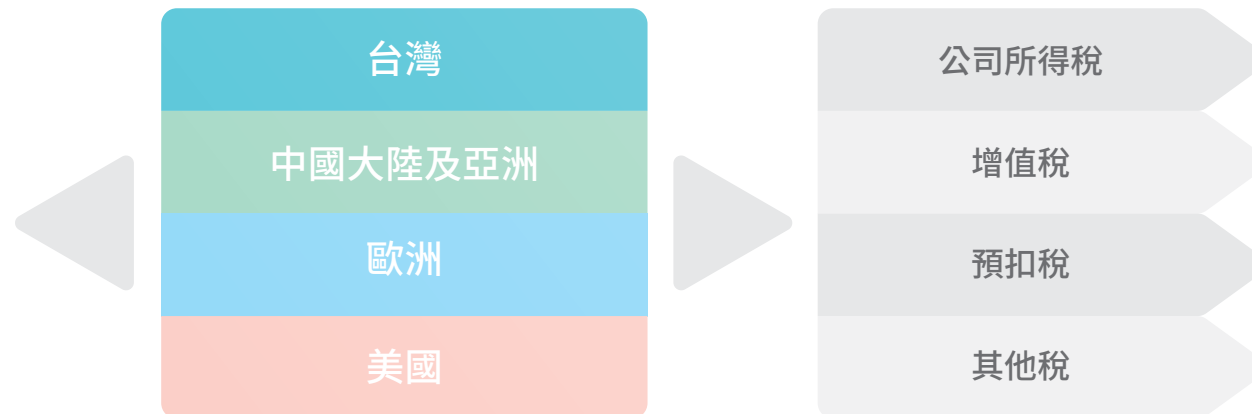 台灣
中國大陸及亞洲
歐洲
美國
公司所得稅
增值稅
預扣稅
其他稅